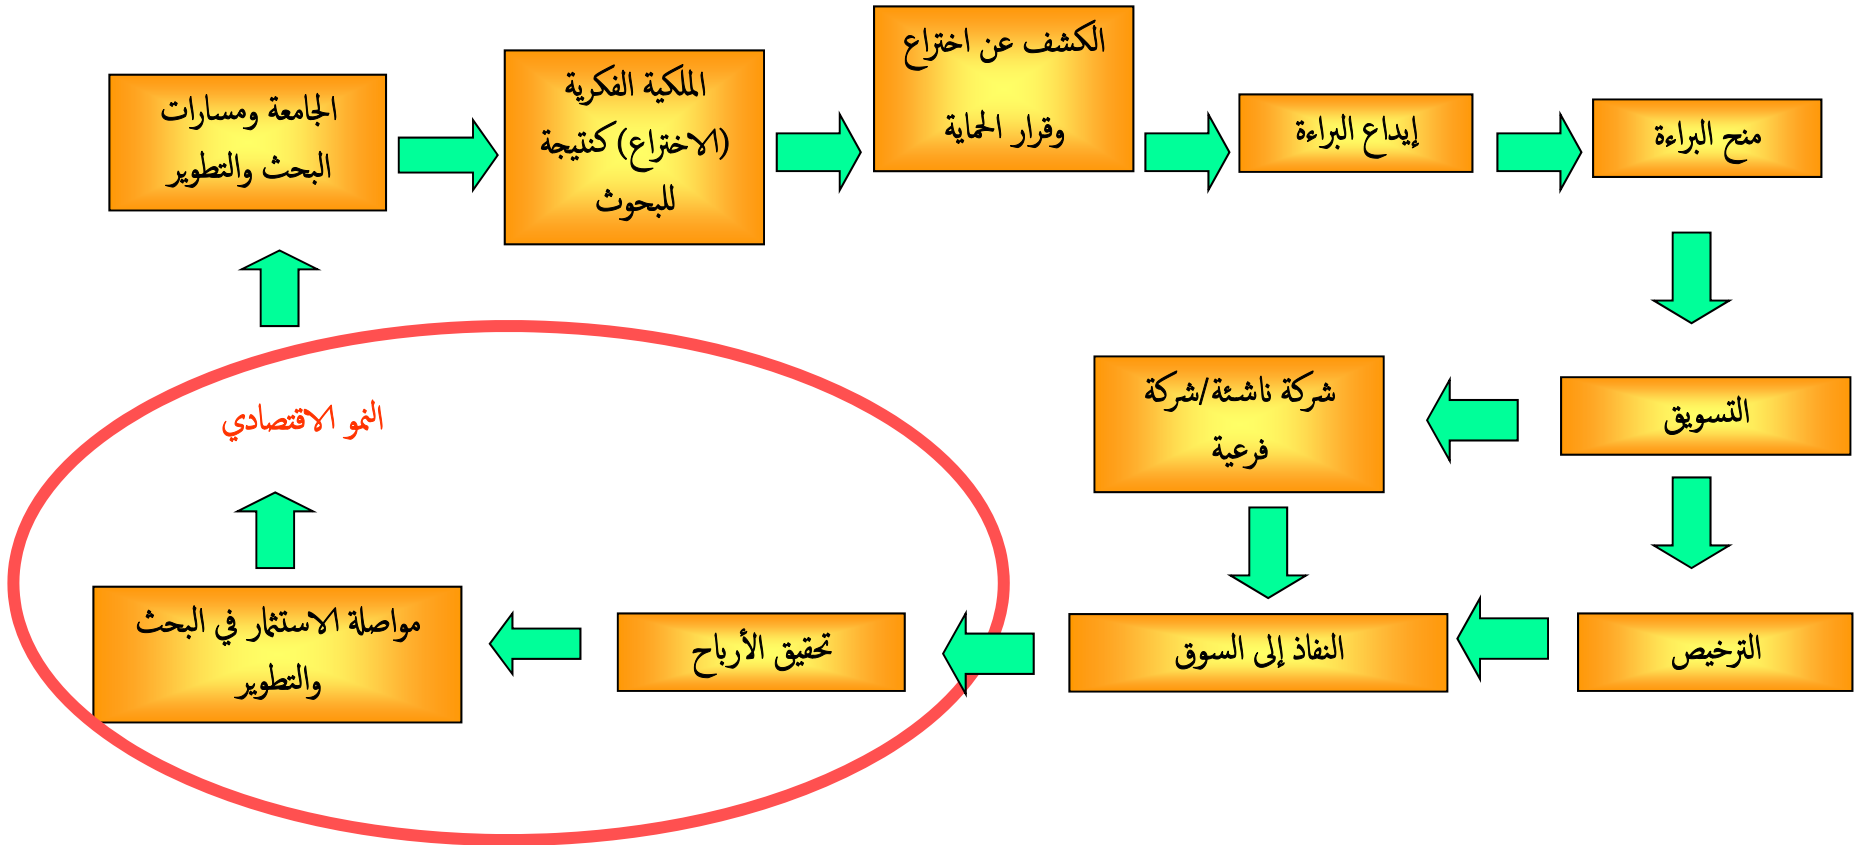 الجامعة ومسارات
البحث والتطوير
الملكية الفكرية
(الاختراع) كنتيجة
للبحوث
الكشف عن اختراع
وقرار الحماية
إيداع البراءة
منح البراءة
التسويق
شركة ناشئة/شركة
فرعية
الترخيص
النفاذ إلى السوق
تحقيق الأرباح
مواصلة الاستثمار في البحث
والتطوير
النمو الاقتصادي